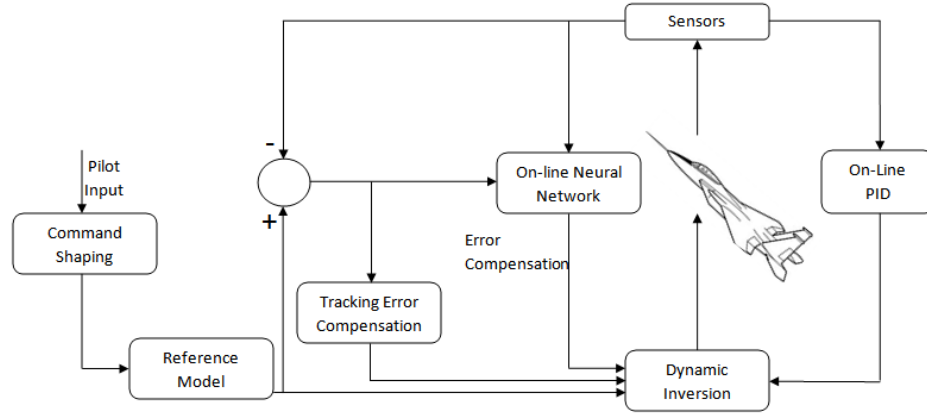 Sensors
-
Pilot
Input
On-line Neural
Network
On-Line
PID
+
Command
Shaping
Error
Compensation
Tracking Error
Compensation
Reference
Model
Dynamic
Inversion